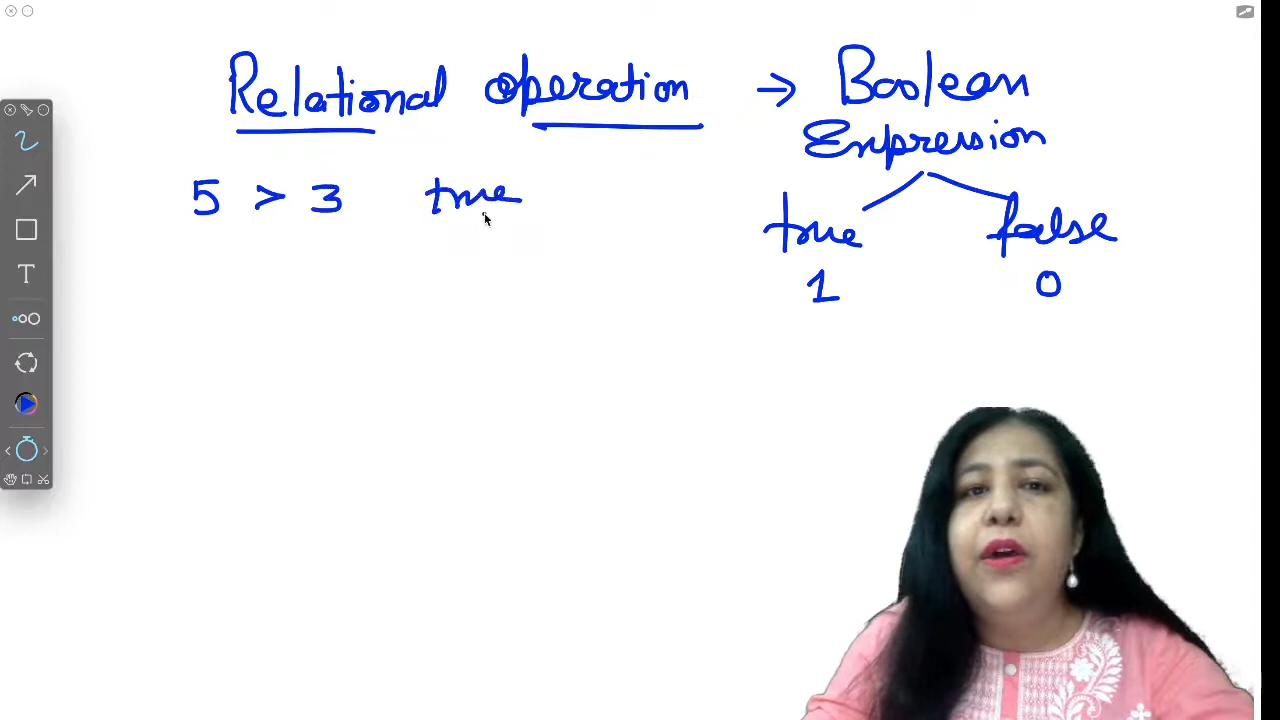 Relational operation → Boolean
Expression
5 > 3 true
true false
1 0
T